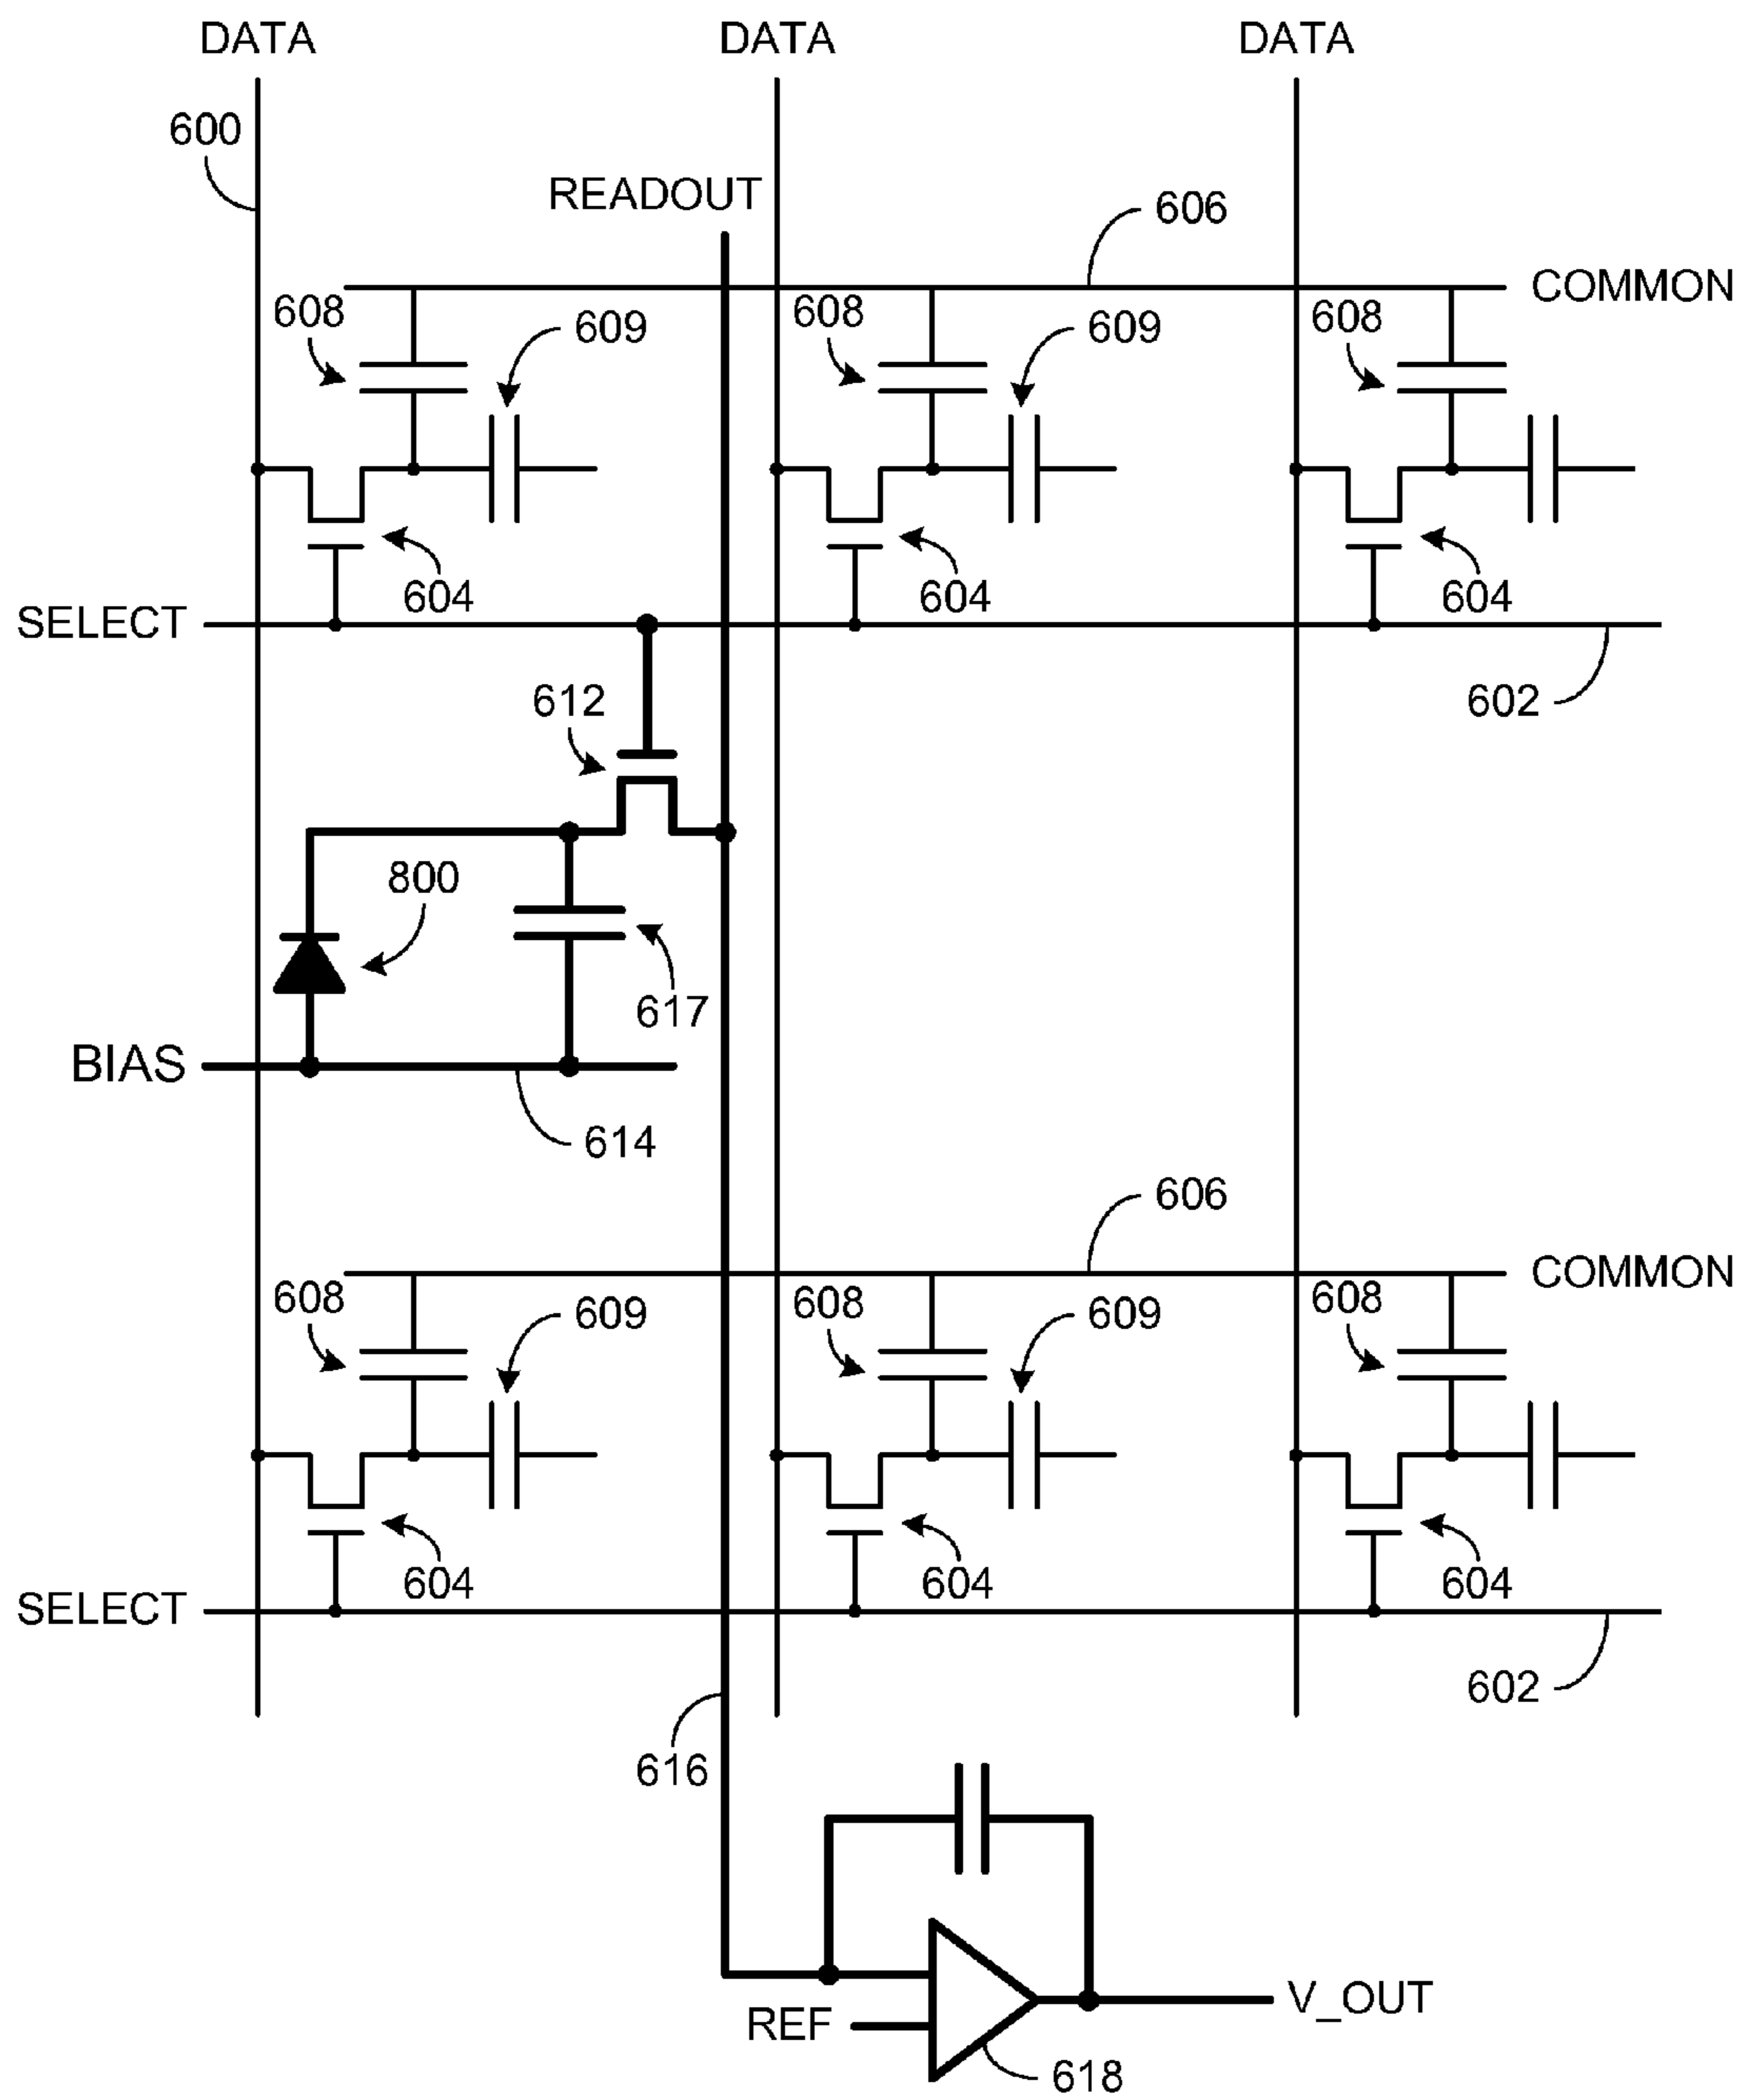 DATA DATA DATA
600
READOUT
606
COMMON
608 609 608 609 608
604 604 604
SELECT
612
602
800
617
BIAS
614
606
COMMON
608 609 608 609 608
604 604 604
SELECT
602
616
V_OUT
REF
618